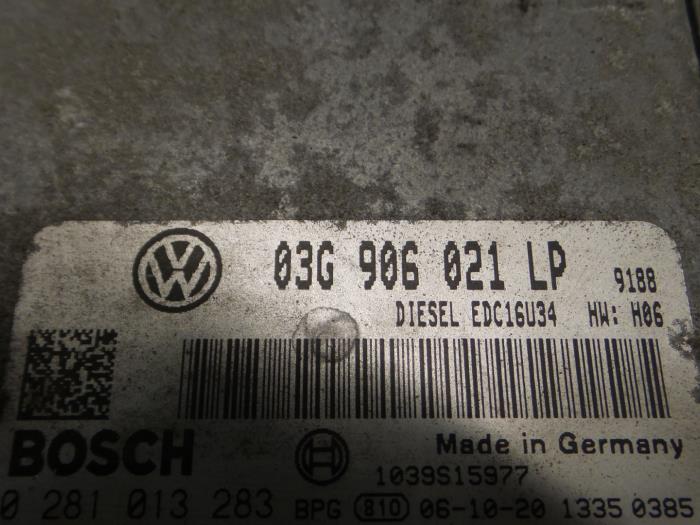 03G 906 021 LP 9188
DIESEL EDC16U34 HW: H06
BOSCH Made in Germany
1039S15977
0 281 013 283 BPG 810 06-10-20 1335 0385